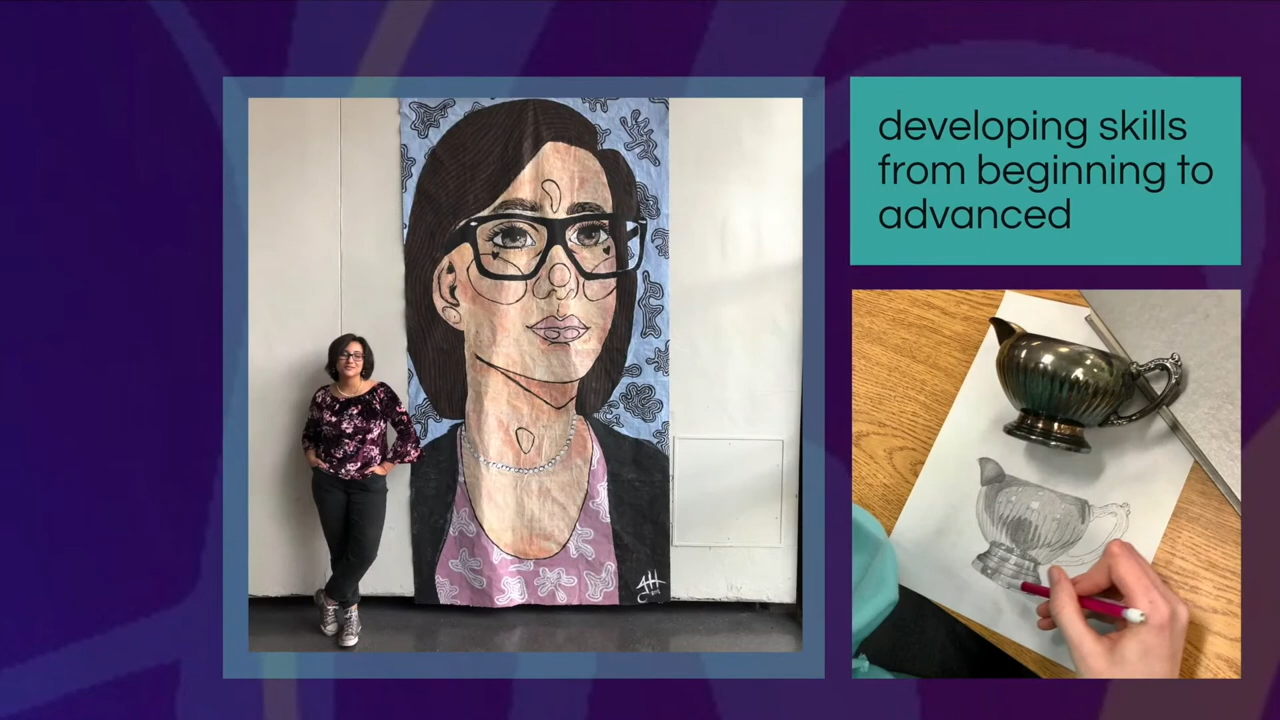 developing skills
from beginning to
advanced